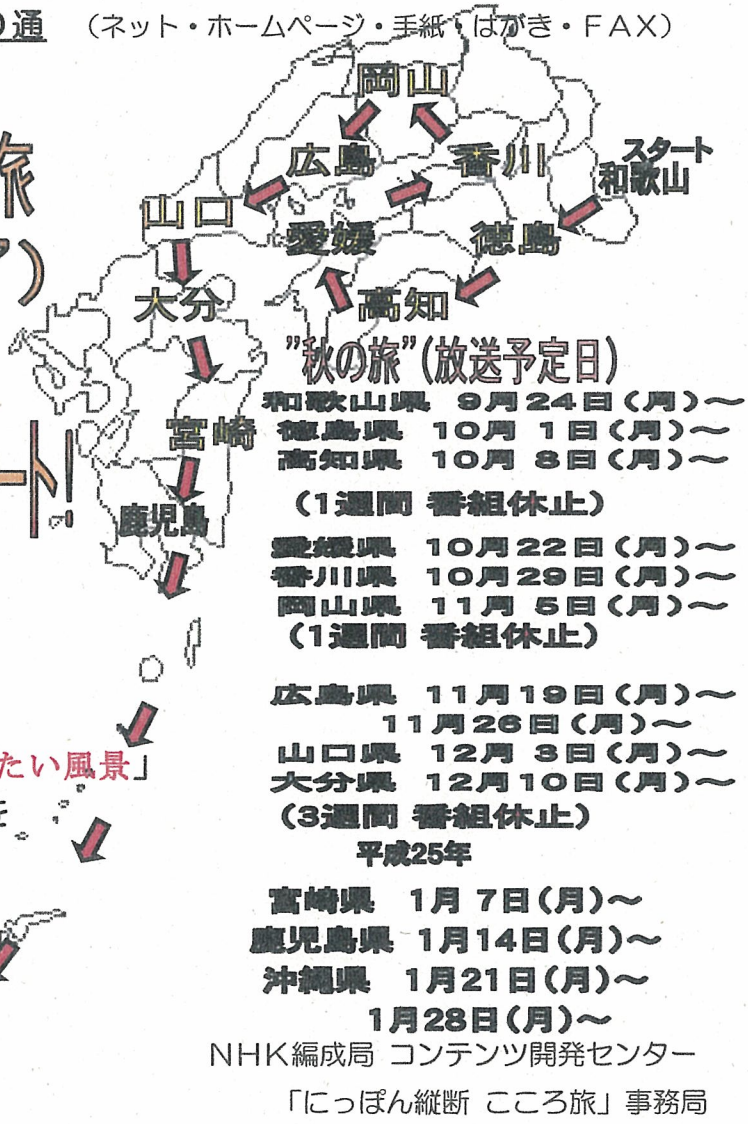 通 （ネット・ホームページ・手紙・はがき・ＦＡＸ）
岡山
広島
香川
スタート
和歌山
旅
山口
愛媛
徳島
大分
高知
”秋の旅”（放送予定日）
和歌山県 9月24日（月）～
徳島県 10月 1日（月）～
高知県 10月 8日（月）～
宮崎
（1週間 番組休止）
鹿児島
愛媛県 10月22日（月）～
香川県 10月29日（月）～
岡山県 11月 5日（月）～
（1週間 番組休止）
広島県 11月19日（月）～
11月26日（月）～
山口県 12月 3日（月）～
たい風景」
大分県 12月10日（月）～
を
（3週間 番組休止）
平成25年
宮崎県 1月 7日（月）～
鹿児島県 1月14日（月）～
沖縄県 1月21日（月）～
1月28日（月）～
ＮＨＫ編成局 コンテンツ開発センター
「にっぽん縦断 こころ旅」事務局